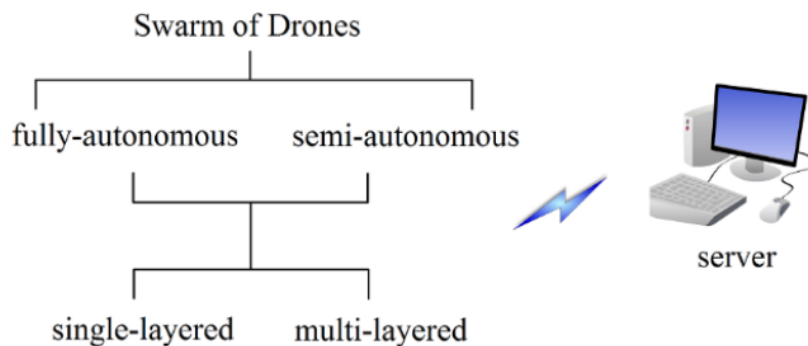 Swarm of Drones
fully-autonomous semi-autonomous
single-layered multi-layered
server